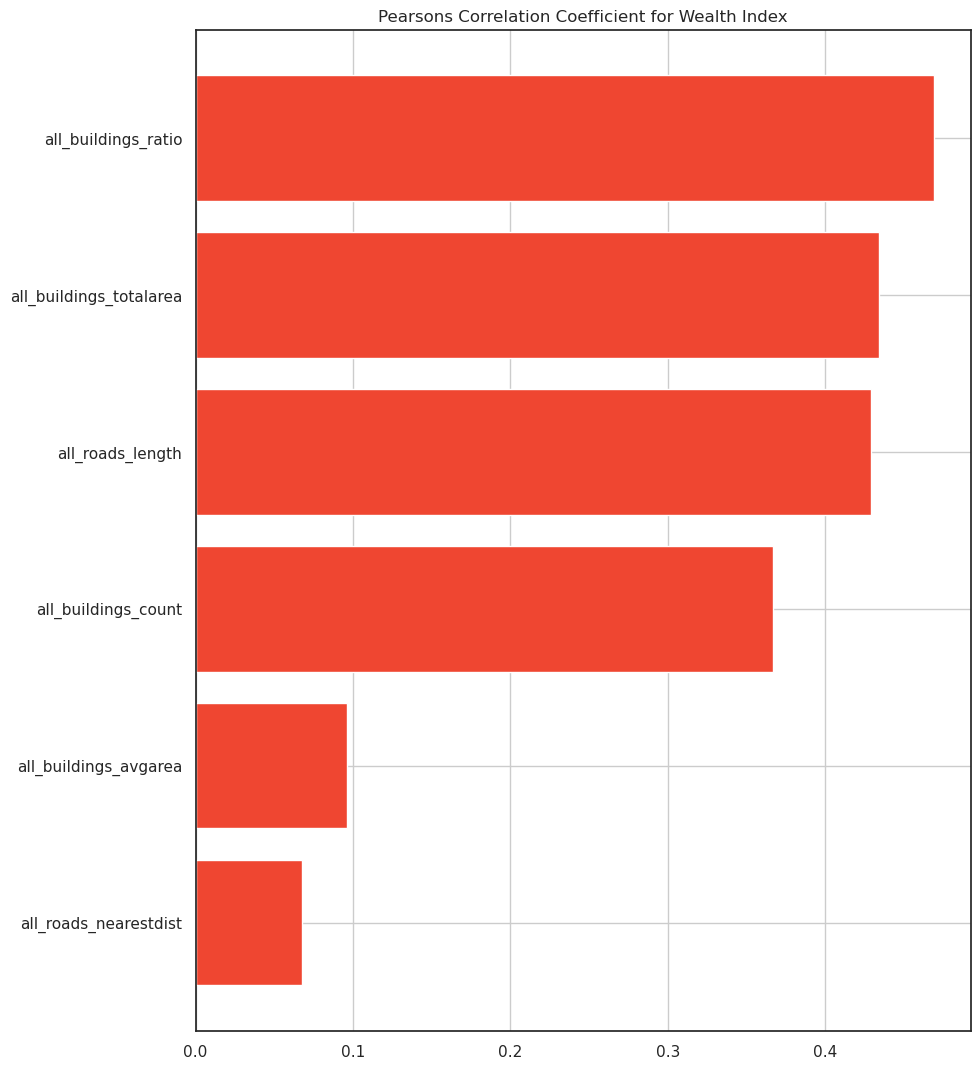 Pearsons Correlation Coefficient for Wealth Index
all_buildings_ratio
all_buildings_totalarea
all_roads_length
all_buildings_count
all_buildings_avgarea
all_roads_nearestdist
0.0 0.1 0.2 0.3 0.4